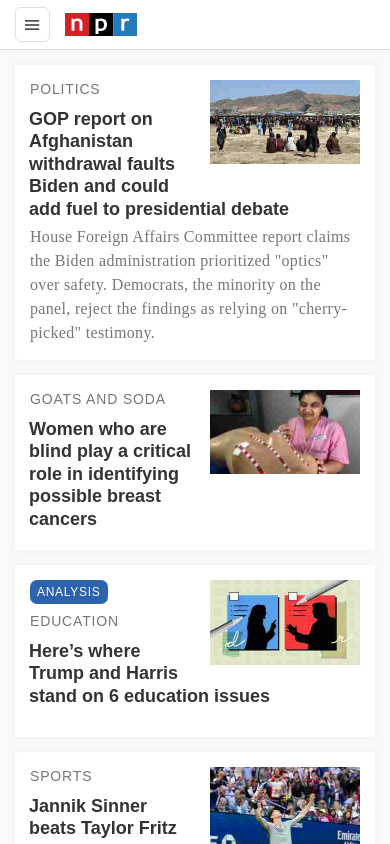 npr
POLITICS
GOP report on
Afghanistan
withdrawal faults
Biden and could
add fuel to presidential debate
House Foreign Affairs Committee report claims
the Biden administration prioritized "optics"
over safety. Democrats, the minority on the
panel, reject the findings as relying on "cherry-
picked" testimony.
GOATS AND SODA
Women who are
blind play a critical
role in identifying
possible breast
cancers
ANALYSIS
EDUCATION
Here’s where
Trump and Harris
stand on 6 education issues
d
r
SPORTS
Jannik Sinner
beats Taylor Fritz
Emirates